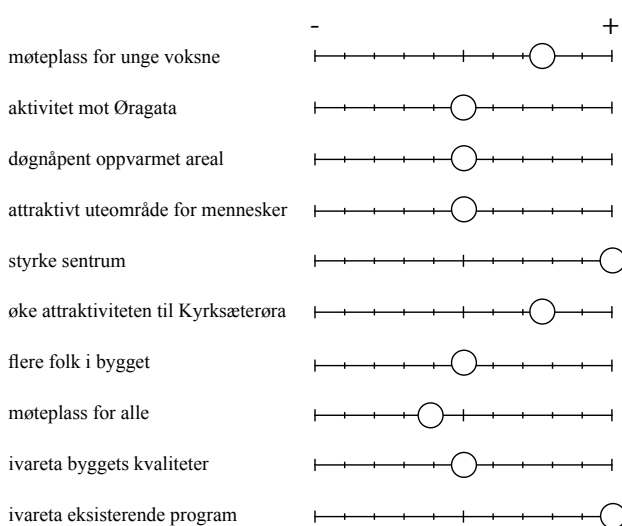 - +
møteplass for unge voksne
aktivitet mot Øragata
døgnåpent oppvarmet areal
attraktivt uteområde for mennesker
styrke sentrum
øke attraktiviteten til Kyrksæterøra
flere folk i bygget
møteplass for alle
ivareta byggets kvaliteter
ivareta eksisterende program